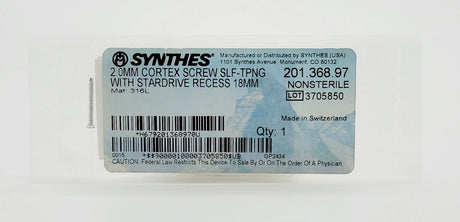 SYNTHES®
Manufactured or Distributed by SYNTHES (USA)
1101 Synthes Avenue, Monument, CO 80132
2.0MM CORTEX SCREW SLF-TPNG
WITH STARDRIVE RECESS 18MM
Mat: 316L
201.368.97
NONSTERILE
LOT 3705850
Made in Switzerland
*H679201368970U
Qty: 1
0015
*+$$90000100003705850*UB
GP2434
CAUTION: Federal Law Restricts This Device To Sale By Or On The Order Of A Physician.